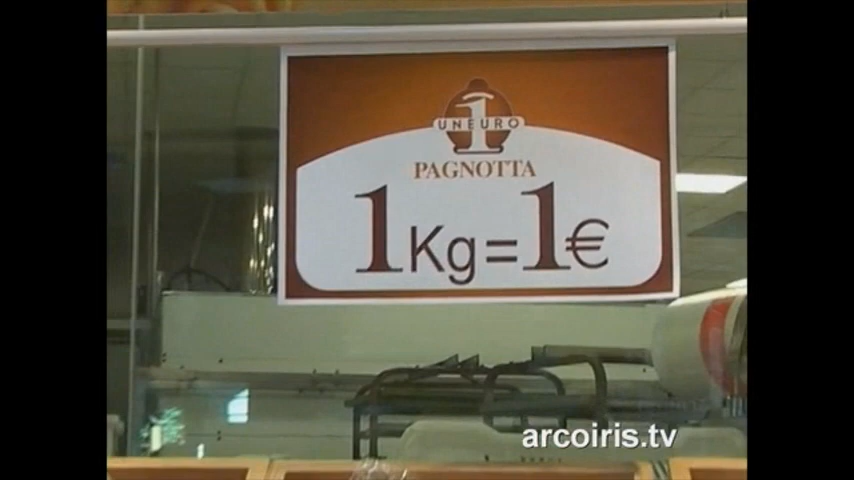 1
UNEURO
PAGNOTTA
1Kg=1€
arcoiris.tv